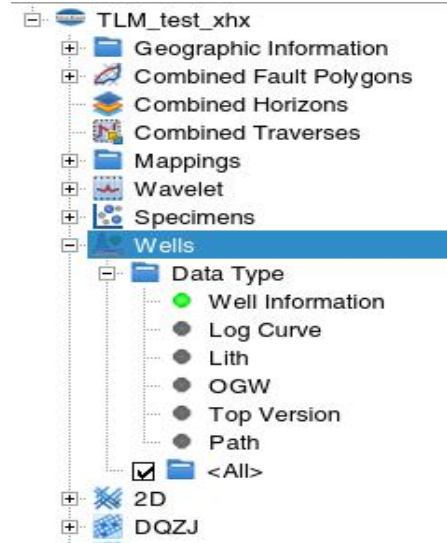 TLM_test_xhx
Geographic Information
Combined Fault Polygons
Combined Horizons
Combined Traverses
Mappings
Wavelet
Specimens
Wells
Data Type
Well Information
Log Curve
Lith
OGW
Top Version
Path
<All>
2D
DQZJ